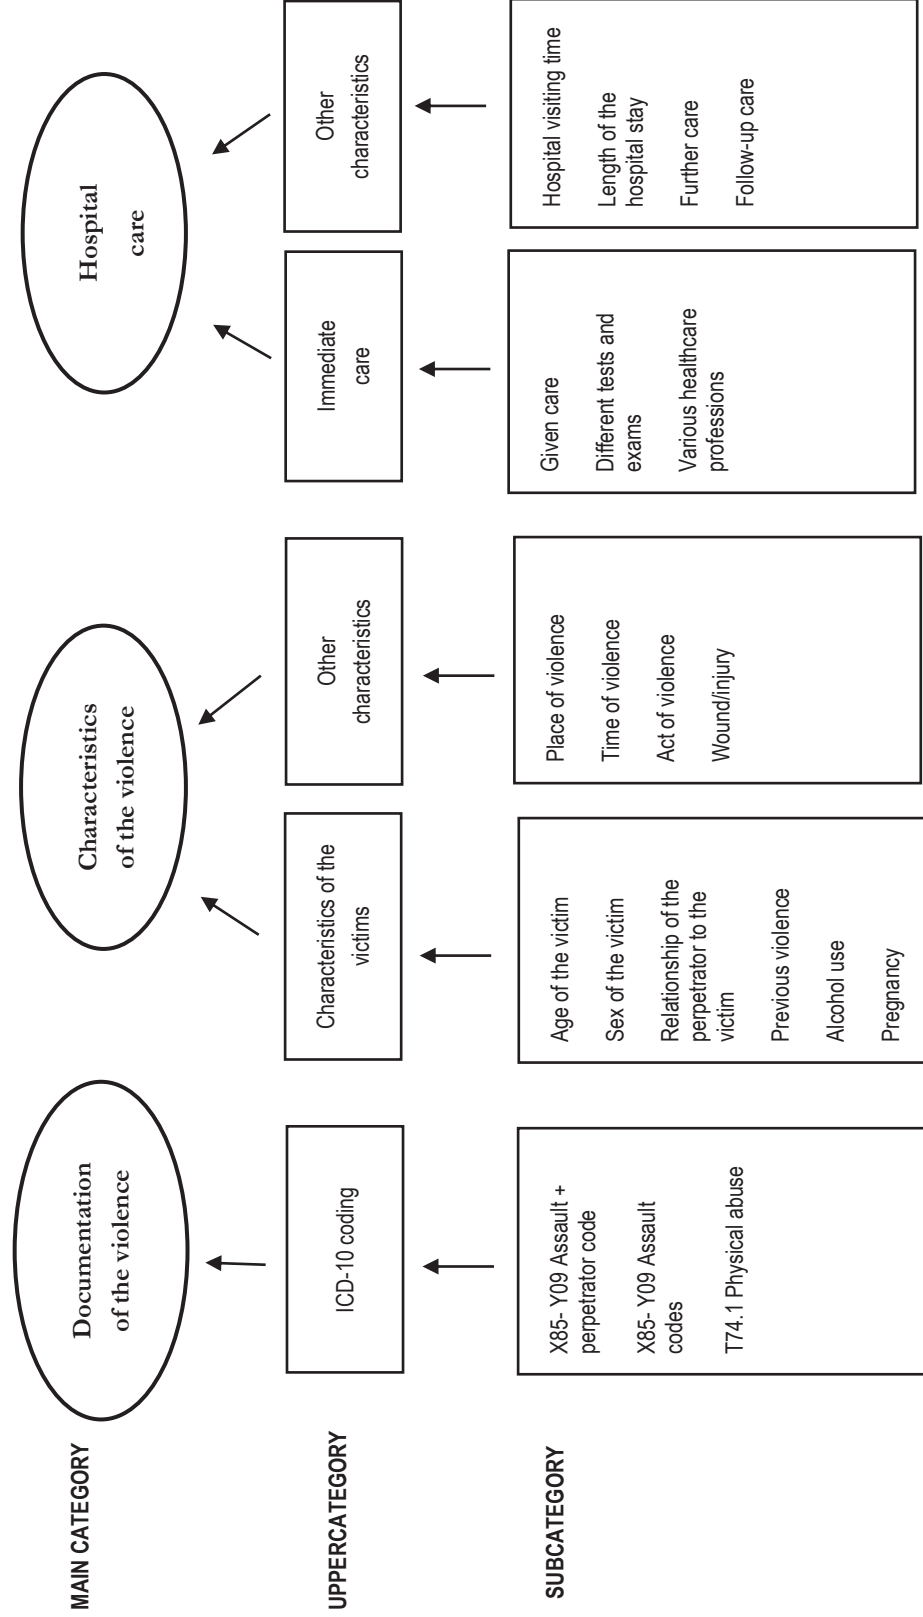 MAIN CATEGORY
Documentation
of the violence
Characteristics
of the violence
Hospital
care
UPPERCATEGORY
ICD-10 coding
Characteristics of the
victims
Other
characteristics
Immediate
care
Other
characteristics
SUBCATEGORY
X85- Y09 Assault +
perpetrator code
X85- Y09 Assault
codes
T74.1 Physical abuse
Age of the victim
Sex of the victim
Relationship of the
perpetrator to the
victim
Previous violence
Alcohol use
Pregnancy
Place of violence
Time of violence
Act of violence
Wound/injury
Given care
Different tests and
exams
Various healthcare
professions
Hospital visiting time
Length of the
hospital stay
Further care
Follow-up care